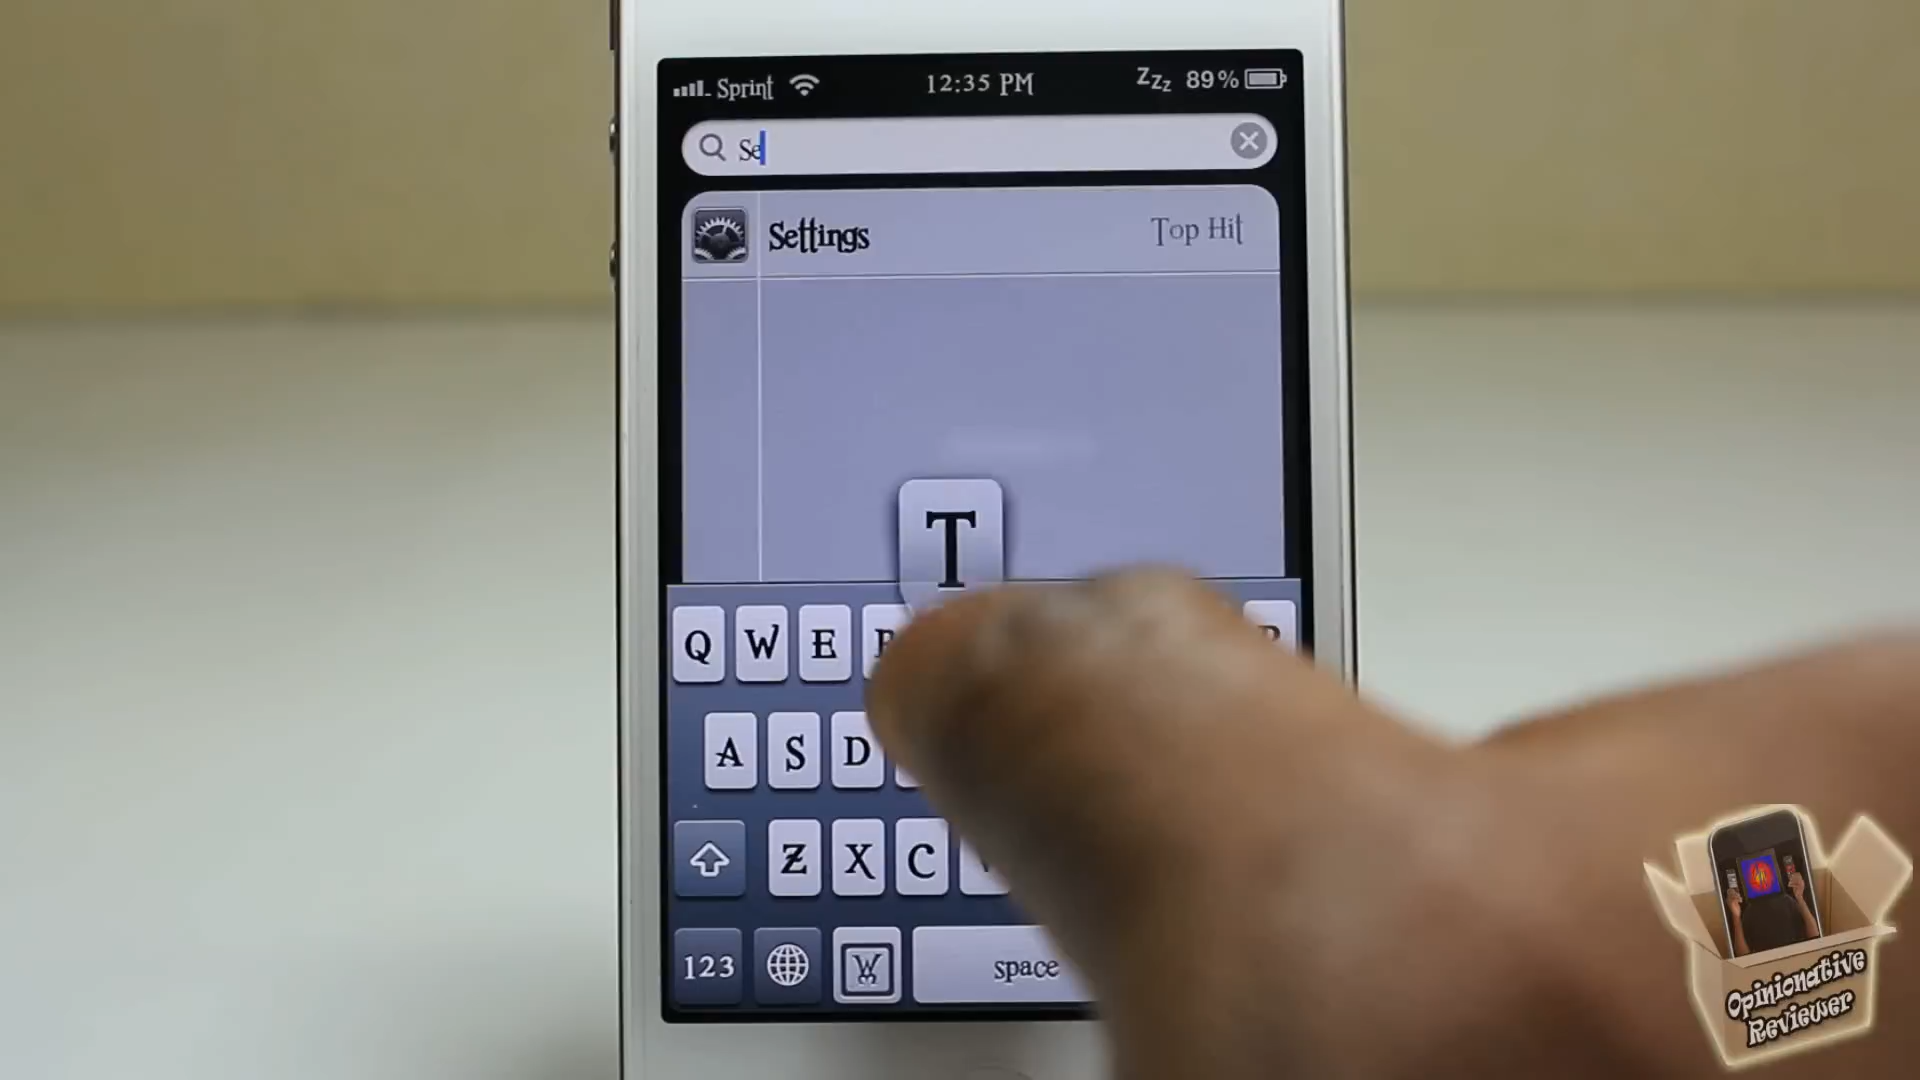 Sprint 12:35 PM Zzz 89%
Se
Settings Top Hit
T
Q W E
A S D
Z X C
123 space
Opinionative
Reviewer